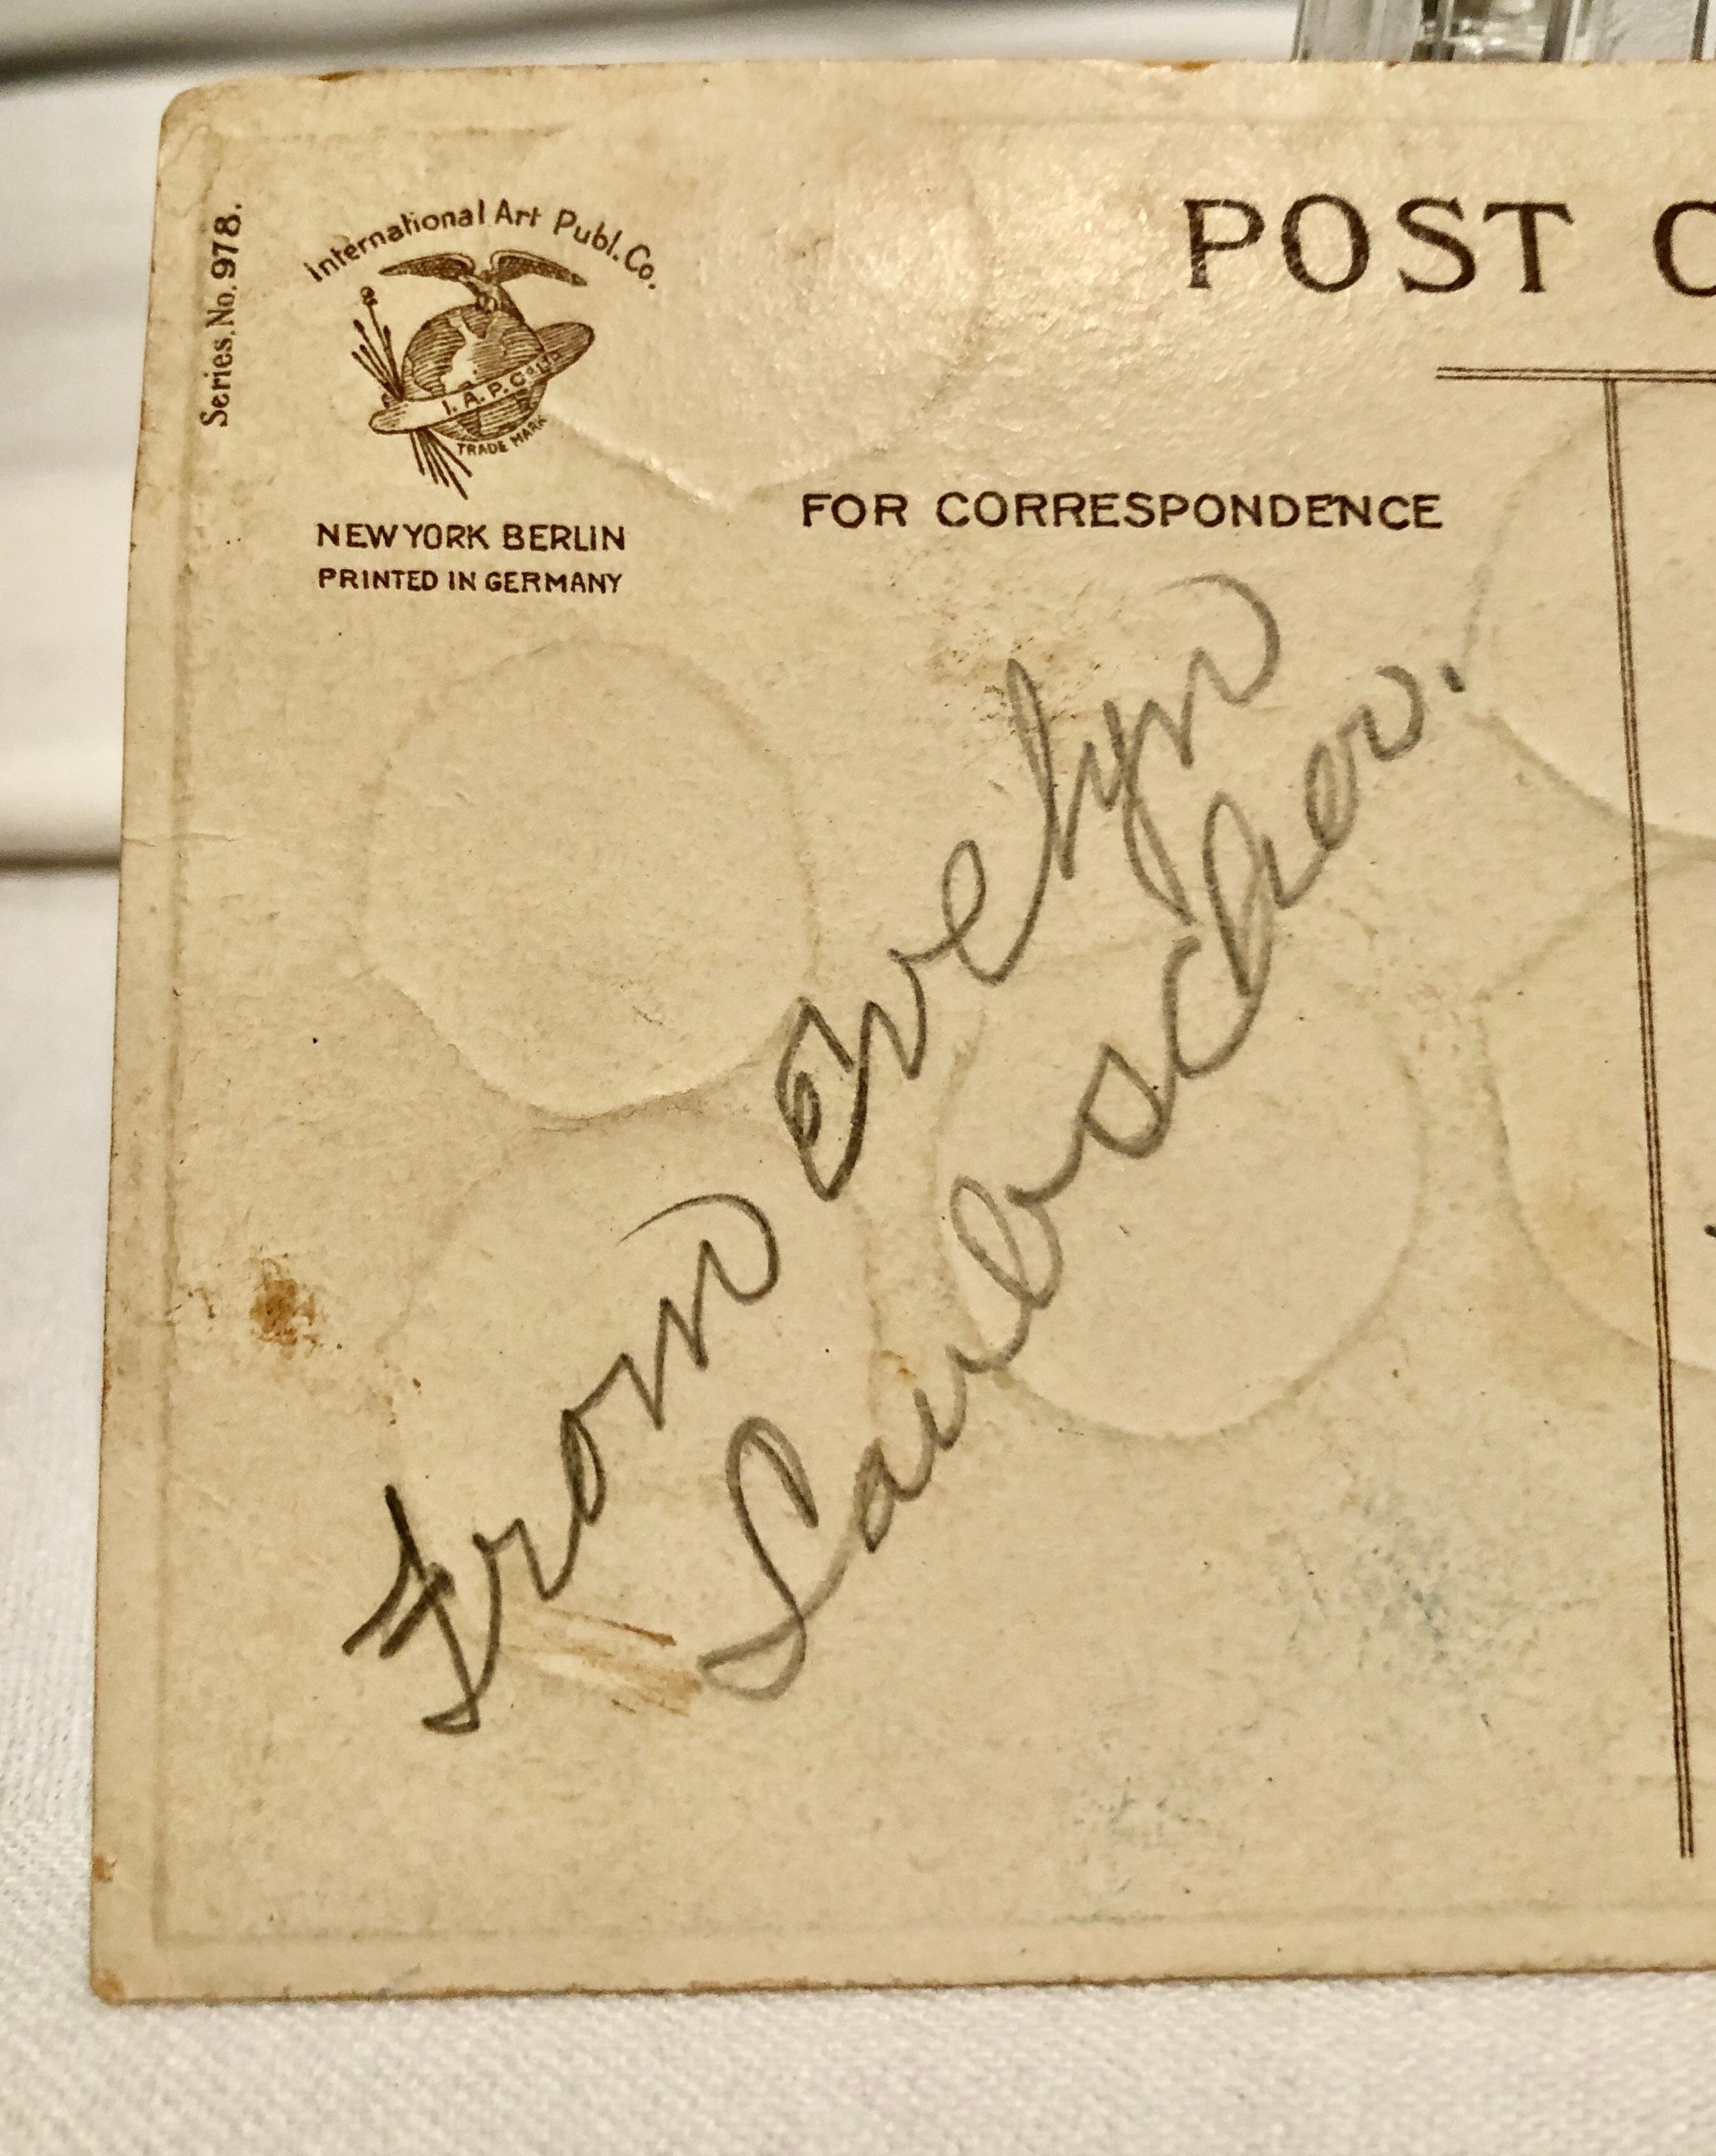 Series. No. 978.
International Art Publ. Co.
I. A. P. Co Ltd.
TRADE MARK
NEW YORK BERLIN
PRINTED IN GERMANY
POST C
FOR CORRESPONDENCE
From Evelyn
Laubscher.